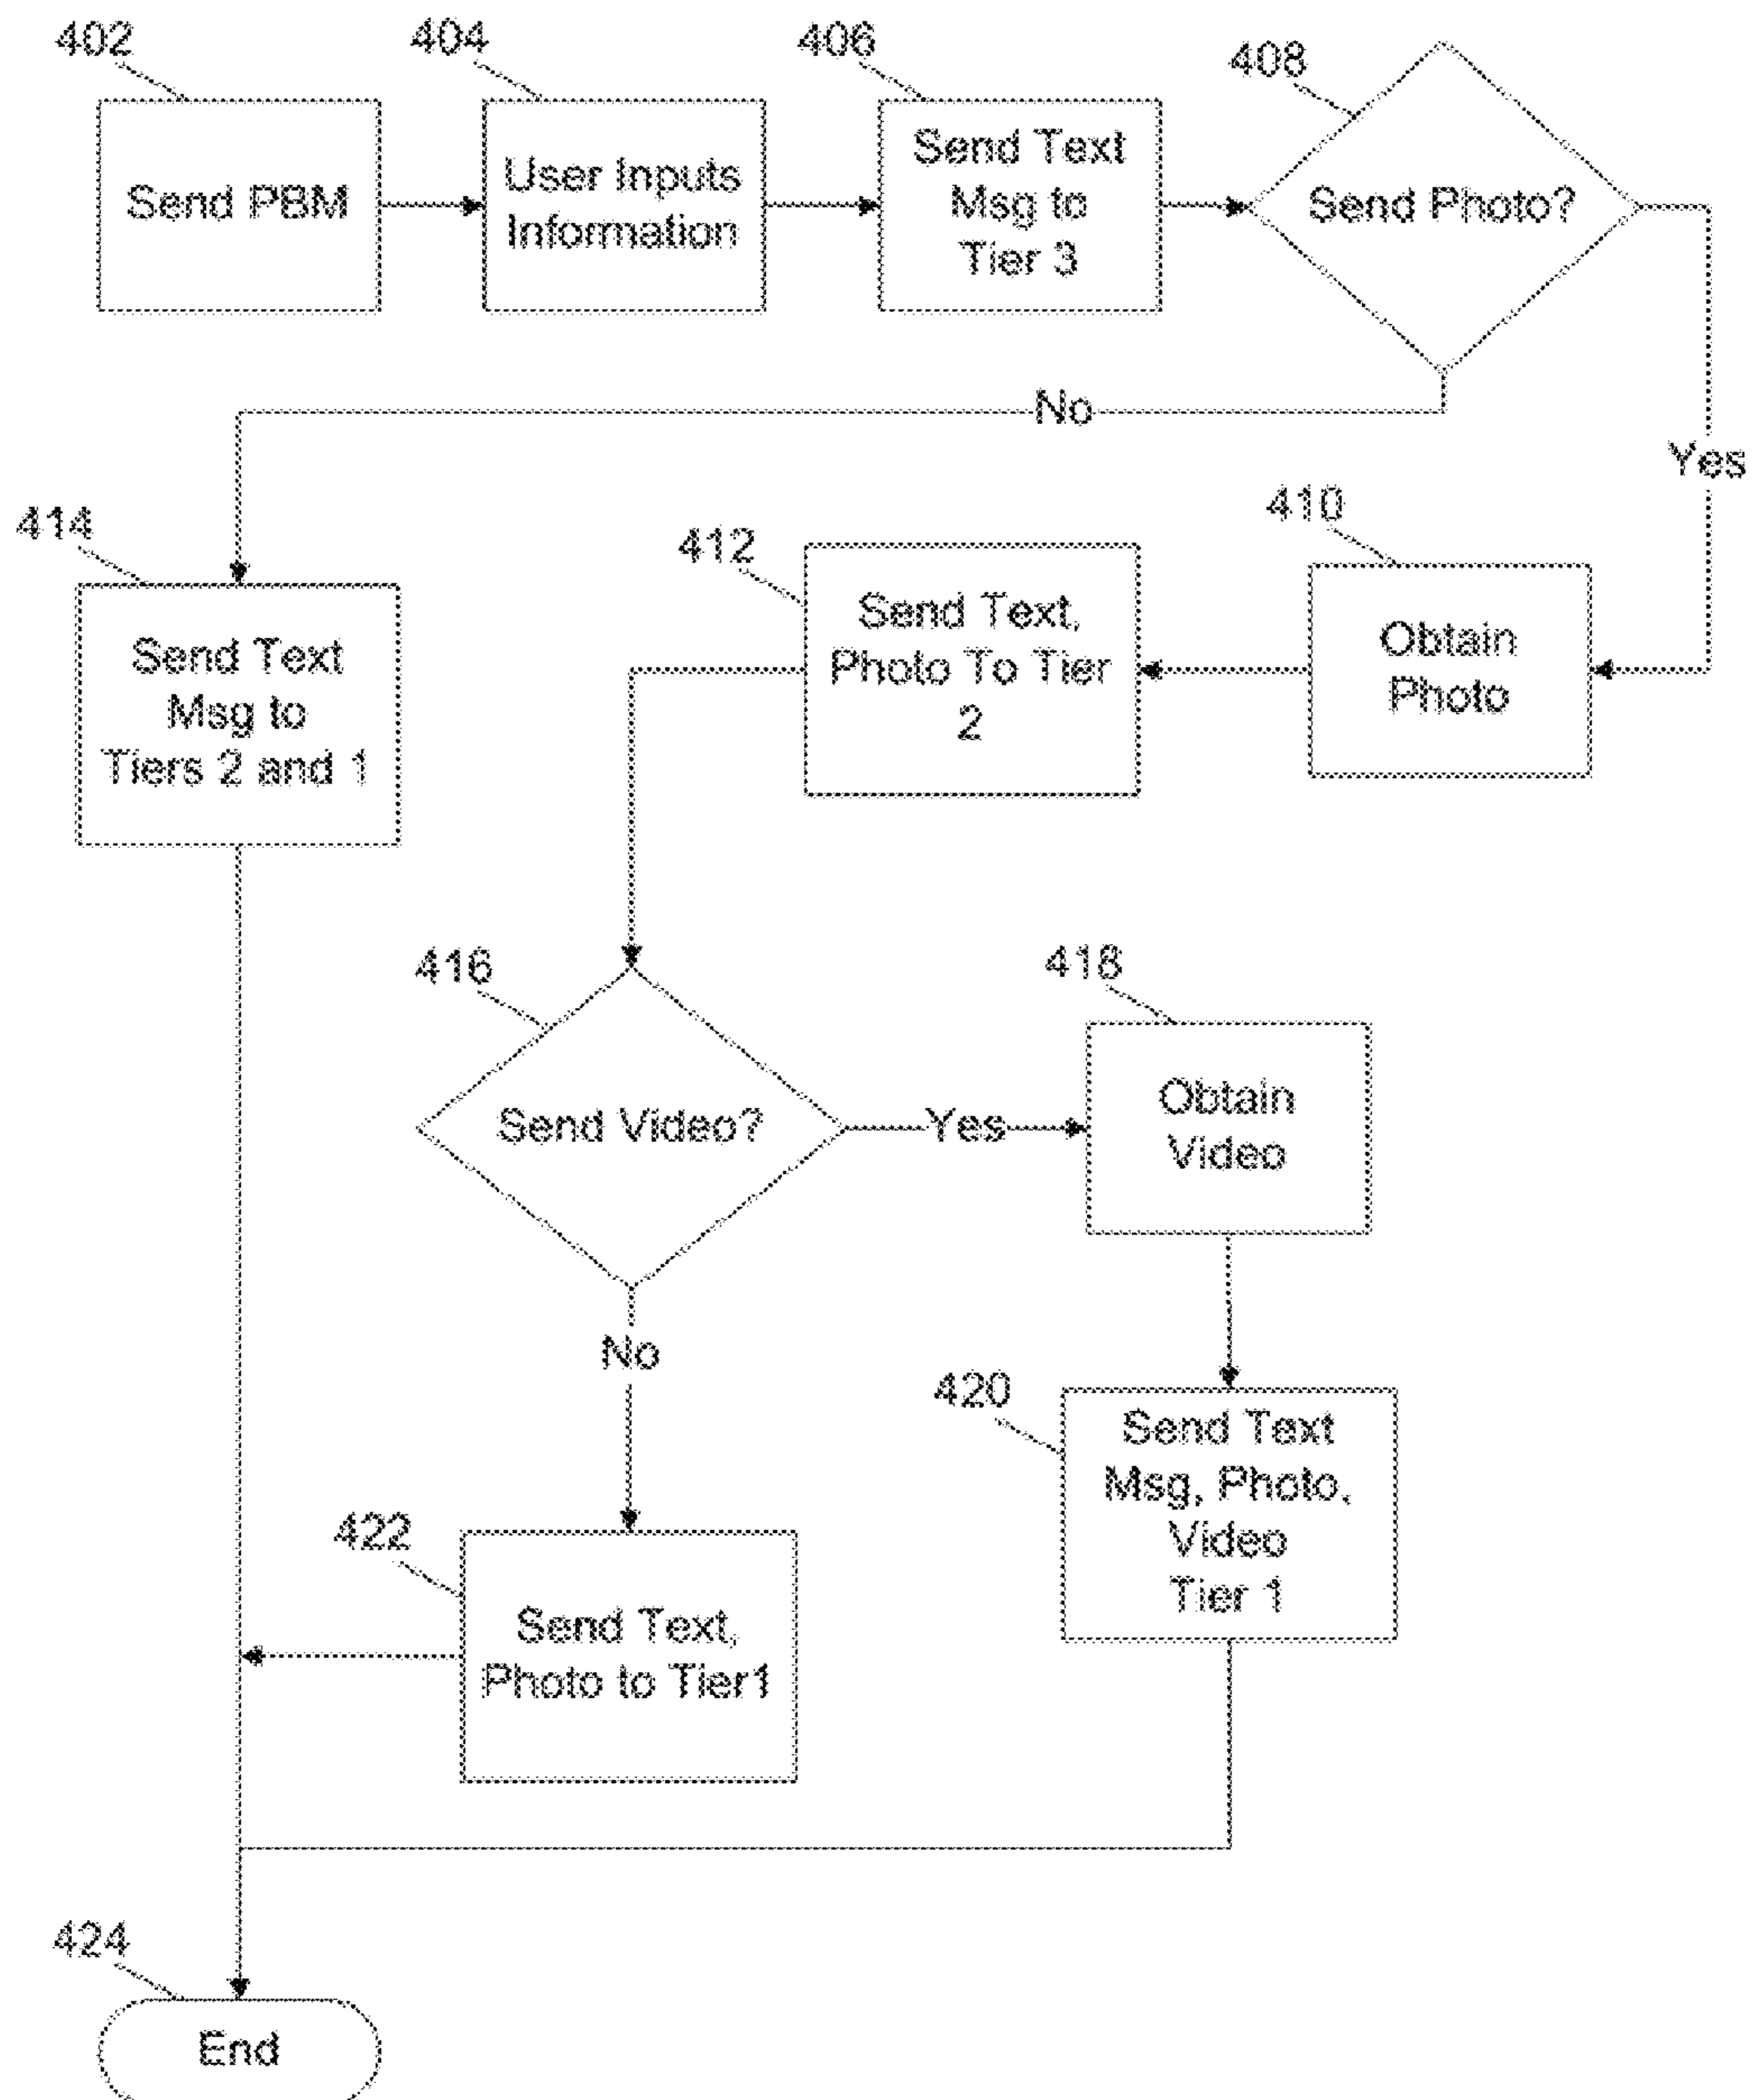 402
Send PBM
404
User Inputs
Information
406
Send Text
Msg to
Tier 3
408
Send Photo?
No
Yes
410
Obtain
Photo
412
Send Text,
Photo To Tier
2
414
Send Text
Msg to
Tiers 2 and 1
416
Send Video?
Yes
418
Obtain
Video
No
420
Send Text
Msg, Photo,
Video
Tier 1
422
Send Text,
Photo to Tier1
424
End